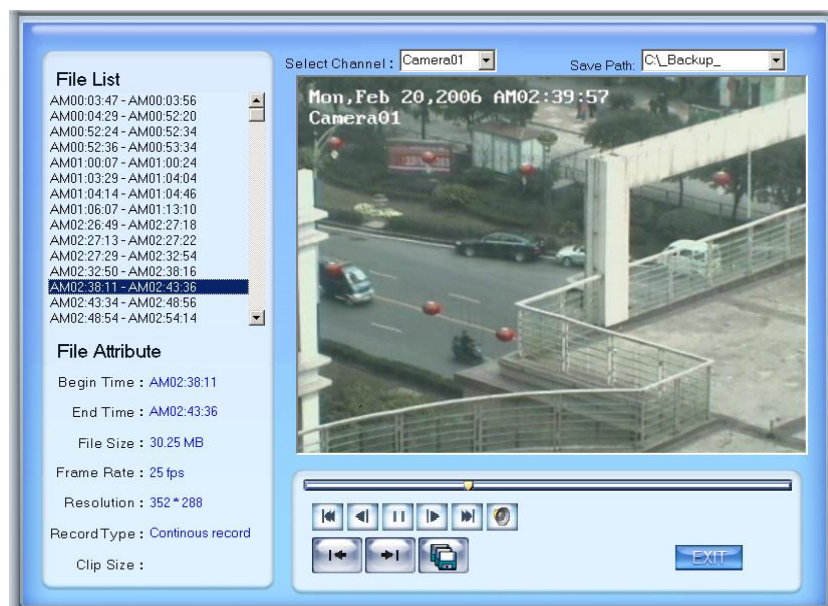 File List
AM00:03:47 - AM00:03:56
AM00:04:29 - AM00:52:20
AM00:52:24 - AM00:52:34
AM00:52:36 - AM00:53:34
AM01:00:07 - AM01:00:24
AM01:03:29 - AM01:04:04
AM01:04:14 - AM01:04:46
AM01:06:07 - AM01:13:10
AM02:26:49 - AM02:27:18
AM02:27:13 - AM02:27:22
AM02:27:29 - AM02:32:54
AM02:32:50 - AM02:38:16
AM02:38:11 - AM02:43:36
AM02:43:34 - AM02:48:56
AM02:48:54 - AM02:54:14
File Attribute
Begin Time : AM02:38:11
End Time : AM02:43:36
File Size : 30.25 MB
Frame Rate : 25 fps
Resolution : 352 * 288
Record Type : Continous record
Clip Size :
Select Channel : Camera01
Save Path: C:\_Backup_
Mon,Feb 20,2006 AM02:39:57
Camera01
EXIT